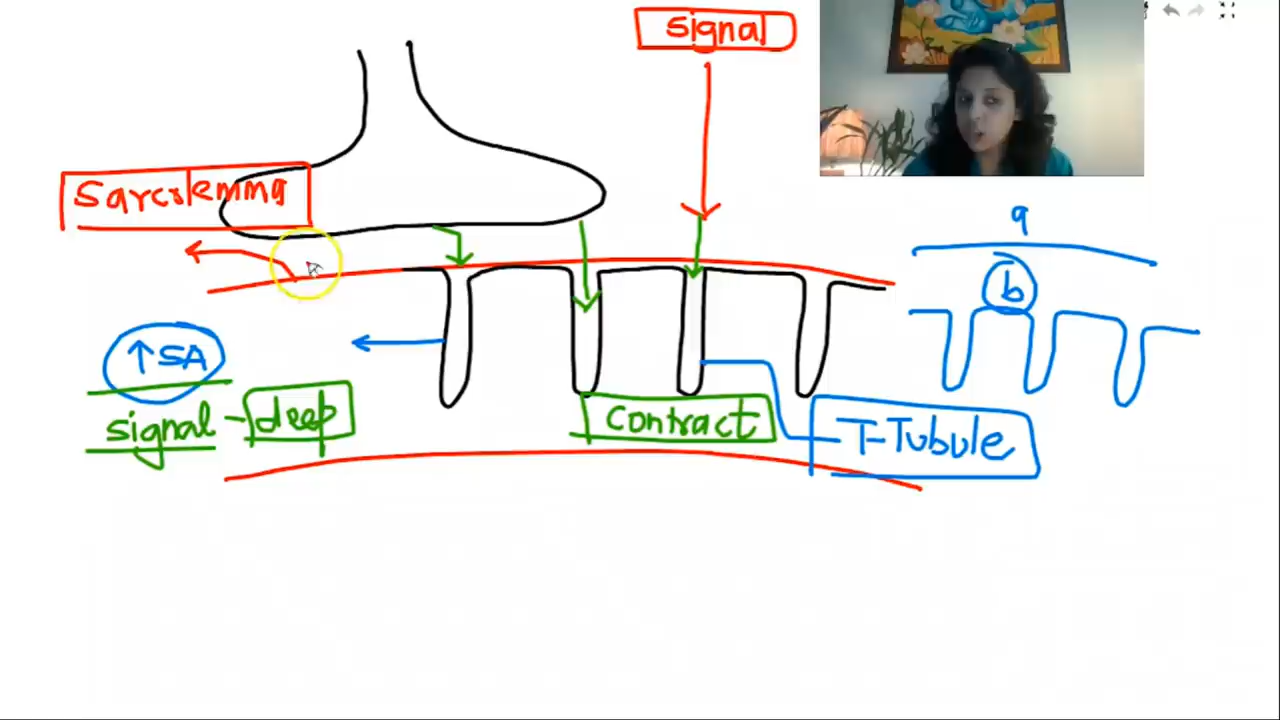 signal
Sarcolemma
a
b
↑SA
signal - deep
contract
T-Tubule